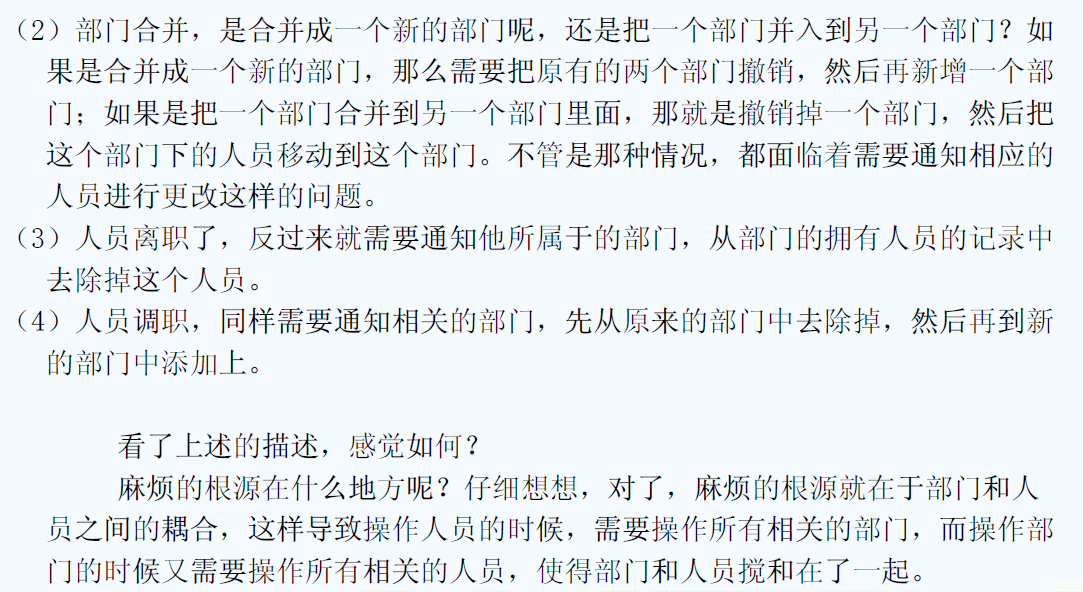 （2）部门合并，是合并成一个新的部门呢，还是把一个部门并入到另一个部门？如
果是合并成一个新的部门，那么需要把原有的两个部门撤销，然后再新增一个部
门；如果是把一个部门合并到另一个部门里面，那就是撤销掉一个部门，然后把
这个部门下的人员移动到这个部门。不管是那种情况，都面临着需要通知相应的
人员进行更改这样的问题。
（3）人员离职了，反过来就需要通知他所属于的部门，从部门的拥有人员的记录中
去除掉这个人员。
（4）人员调职，同样需要通知相关的部门，先从原来的部门中去除掉，然后再到新
的部门中添加上。
看了上述的描述，感觉如何？
麻烦的根源在什么地方呢？仔细想想，对了，麻烦的根源就在于部门和人
员之间的耦合，这样导致操作人员的时候，需要操作所有相关的部门，而操作部
门的时候又需要操作所有相关的人员，使得部门和人员搅和在了一起。